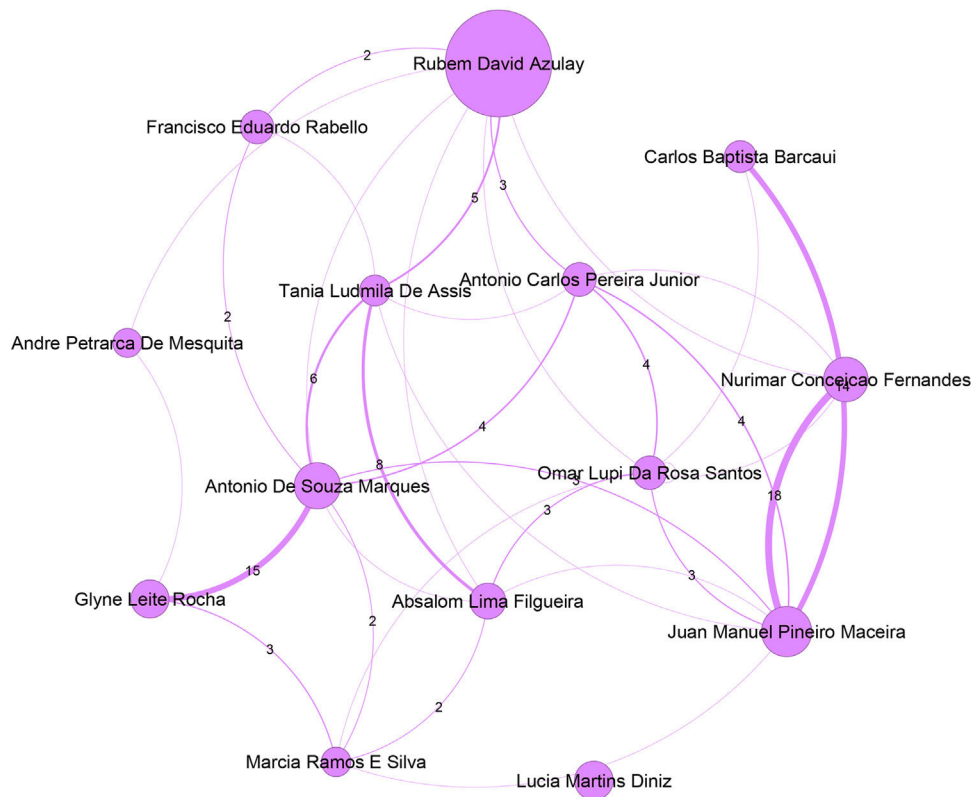 2
Rubem David Azulay
Francisco Eduardo Rabello
Carlos Baptista Barcaui
3
5
Tania Ludmila De Assis
Antonio Carlos Pereira Junior
2
Andre Petrarca De Mesquita
4
6
Nurimar Conceicao Fernandes
14
4
4
8
Omar Lupi Da Rosa Santos
3
Antonio De Souza Marques
18
3
15
3
Glyne Leite Rocha
Absalom Lima Filgueira
2
Juan Manuel Pineiro Maceira
3
2
Marcia Ramos E Silva
Lucia Martins Diniz